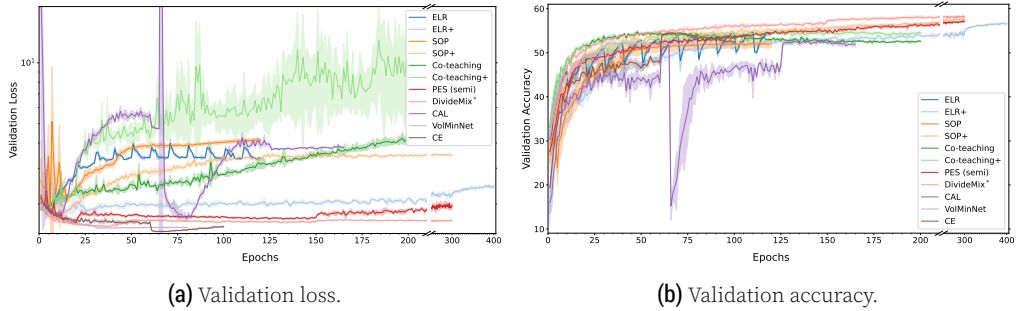 Validation Loss
10¹
0 25 50 75 100 125 150 175 200 300 400
Epochs
ELR
ELR+
SOP
SOP+
Co-teaching
Co-teaching+
PES (semi)
DivideMix*
CAL
VolMinNet
CE
(a) Validation loss.
Validation Accuracy
60
50
40
30
20
10
0 25 50 75 100 125 150 175 200 300 400
Epochs
ELR
ELR+
SOP
SOP+
Co-teaching
Co-teaching+
PES (semi)
DivideMix*
CAL
VolMinNet
CE
(b) Validation accuracy.